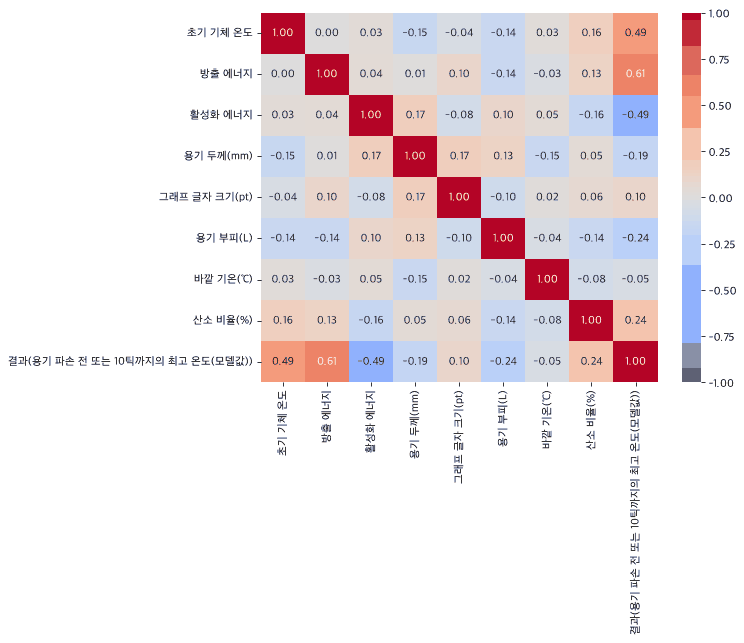 초기 기체 온도 1.00 0.00 0.03 -0.15 -0.04 -0.14 0.03 0.16 0.49
방출 에너지 0.00 1.00 0.04 0.01 0.10 -0.14 -0.03 0.13 0.61
활성화 에너지 0.03 0.04 1.00 0.17 -0.08 0.10 0.05 -0.16 -0.49
용기 두께(mm) -0.15 0.01 0.17 1.00 0.17 0.13 -0.15 0.05 -0.19
그래프 글자 크기(pt) -0.04 0.10 -0.08 0.17 1.00 -0.10 0.02 0.06 0.10
용기 부피(L) -0.14 -0.14 0.10 0.13 -0.10 1.00 -0.04 -0.14 -0.24
바깥 기온(℃) 0.03 -0.03 0.05 -0.15 0.02 -0.04 1.00 -0.08 -0.05
산소 비율(%) 0.16 0.13 -0.16 0.05 0.06 -0.14 -0.08 1.00 0.24
결과(용기 파손 전 또는 10틱까지의 최고 온도(모델값)) 0.49 0.61 -0.49 -0.19 0.10 -0.24 -0.05 0.24 1.00
초기 기체 온도
방출 에너지
활성화 에너지
용기 두께(mm)
그래프 글자 크기(pt)
용기 부피(L)
바깥 기온(℃)
산소 비율(%)
결과(용기 파손 전 또는 10틱까지의 최고 온도(모델값))
1.00
0.75
0.50
0.25
0.00
-0.25
-0.50
-0.75
-1.00